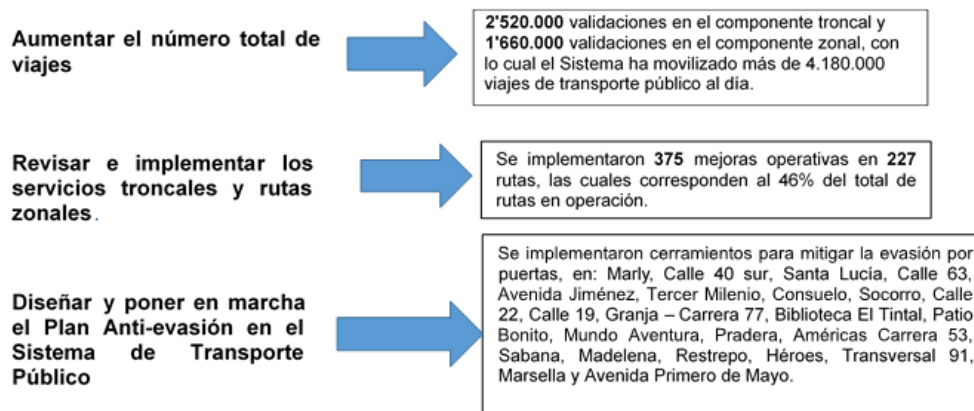 Aumentar el número total de
viajes
2'520.000 validaciones en el componente troncal y
1'660.000 validaciones en el componente zonal, con
lo cual el Sistema ha movilizado más de 4.180.000
viajes de transporte público al día.
Revisar e implementar los
servicios troncales y rutas
zonales.
Se implementaron 375 mejoras operativas en 227
rutas, las cuales corresponden al 46% del total de
rutas en operación.
Diseñar y poner en marcha
el Plan Anti-evasión en el
Sistema de Transporte
Público
Se implementaron cerramientos para mitigar la evasión por
puertas, en: Marly, Calle 40 sur, Santa Lucía, Calle 63,
Avenida Jiménez, Tercer Milenio, Consuelo, Socorro, Calle
22, Calle 19, Granja – Carrera 77, Biblioteca El Tintal, Patio
Bonito, Mundo Aventura, Pradera, Américas Carrera 53,
Sabana, Madelena, Restrepo, Héroes, Transversal 91,
Marsella y Avenida Primero de Mayo.